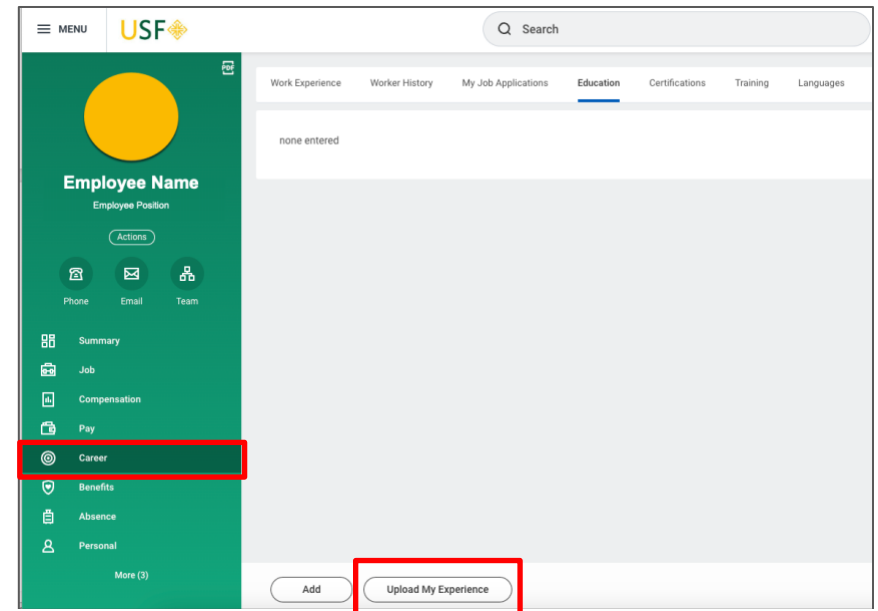 MENU USF Search
PDF
Work Experience Worker History My Job Applications Education Certifications Training Languages
none entered
Employee Name
Employee Position
Actions
Phone Email Team
Summary
Job
Compensation
Pay
Career
Benefits
Absence
Personal
More (3)
Add Upload My Experience